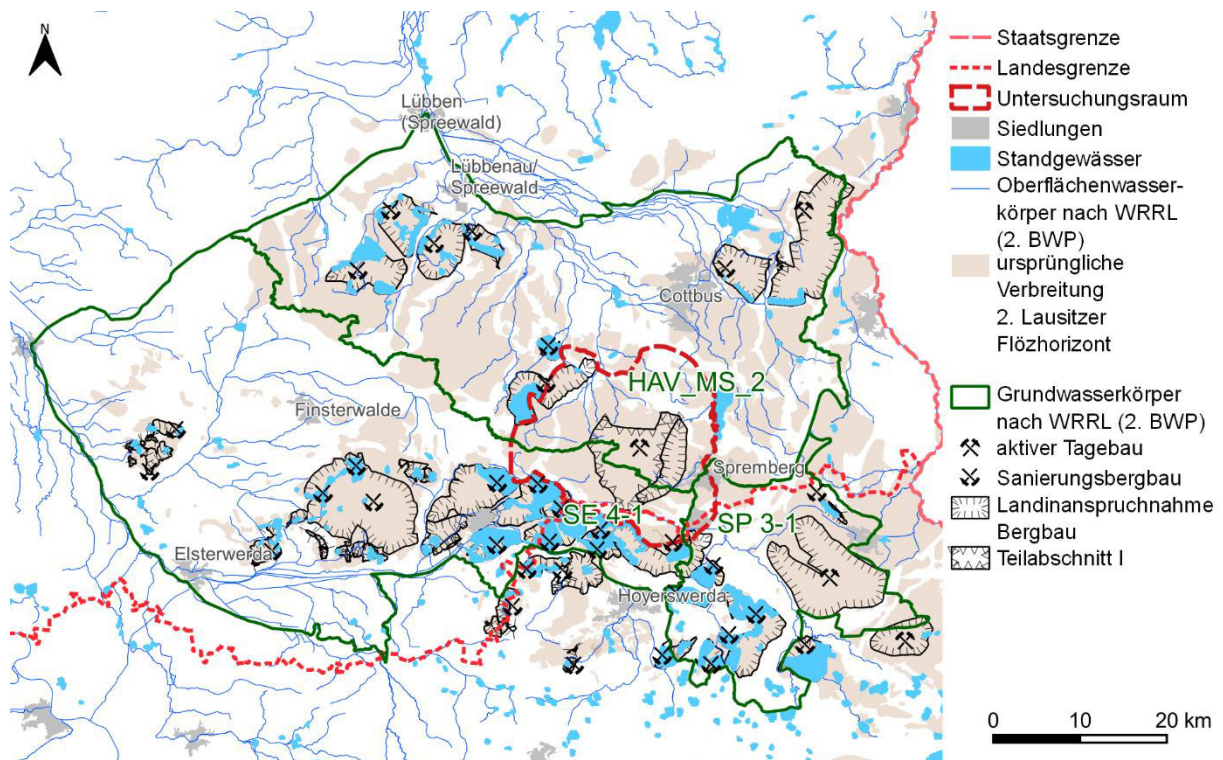 N
Lübben
(Spreewald)
Lübbenau/
Spreewald
Cottbus
HAV_MS_2
Finsterwalde
Spremberg
SE 4-1
SP 3-1
Elsterwerda
Hoyerswerda
Staatsgrenze
Landesgrenze
Untersuchungsraum
Siedlungen
Standgewässer
Oberflächenwasser-
körper nach WRRL
(2. BWP)
ursprüngliche
Verbreitung
2. Lausitzer
Flözhorizont
Grundwasserkörper
nach WRRL (2. BWP)
aktiver Tagebau
Sanierungsbergbau
Landinanspruchnahme
Bergbau
Teilabschnitt I
0 10 20 km